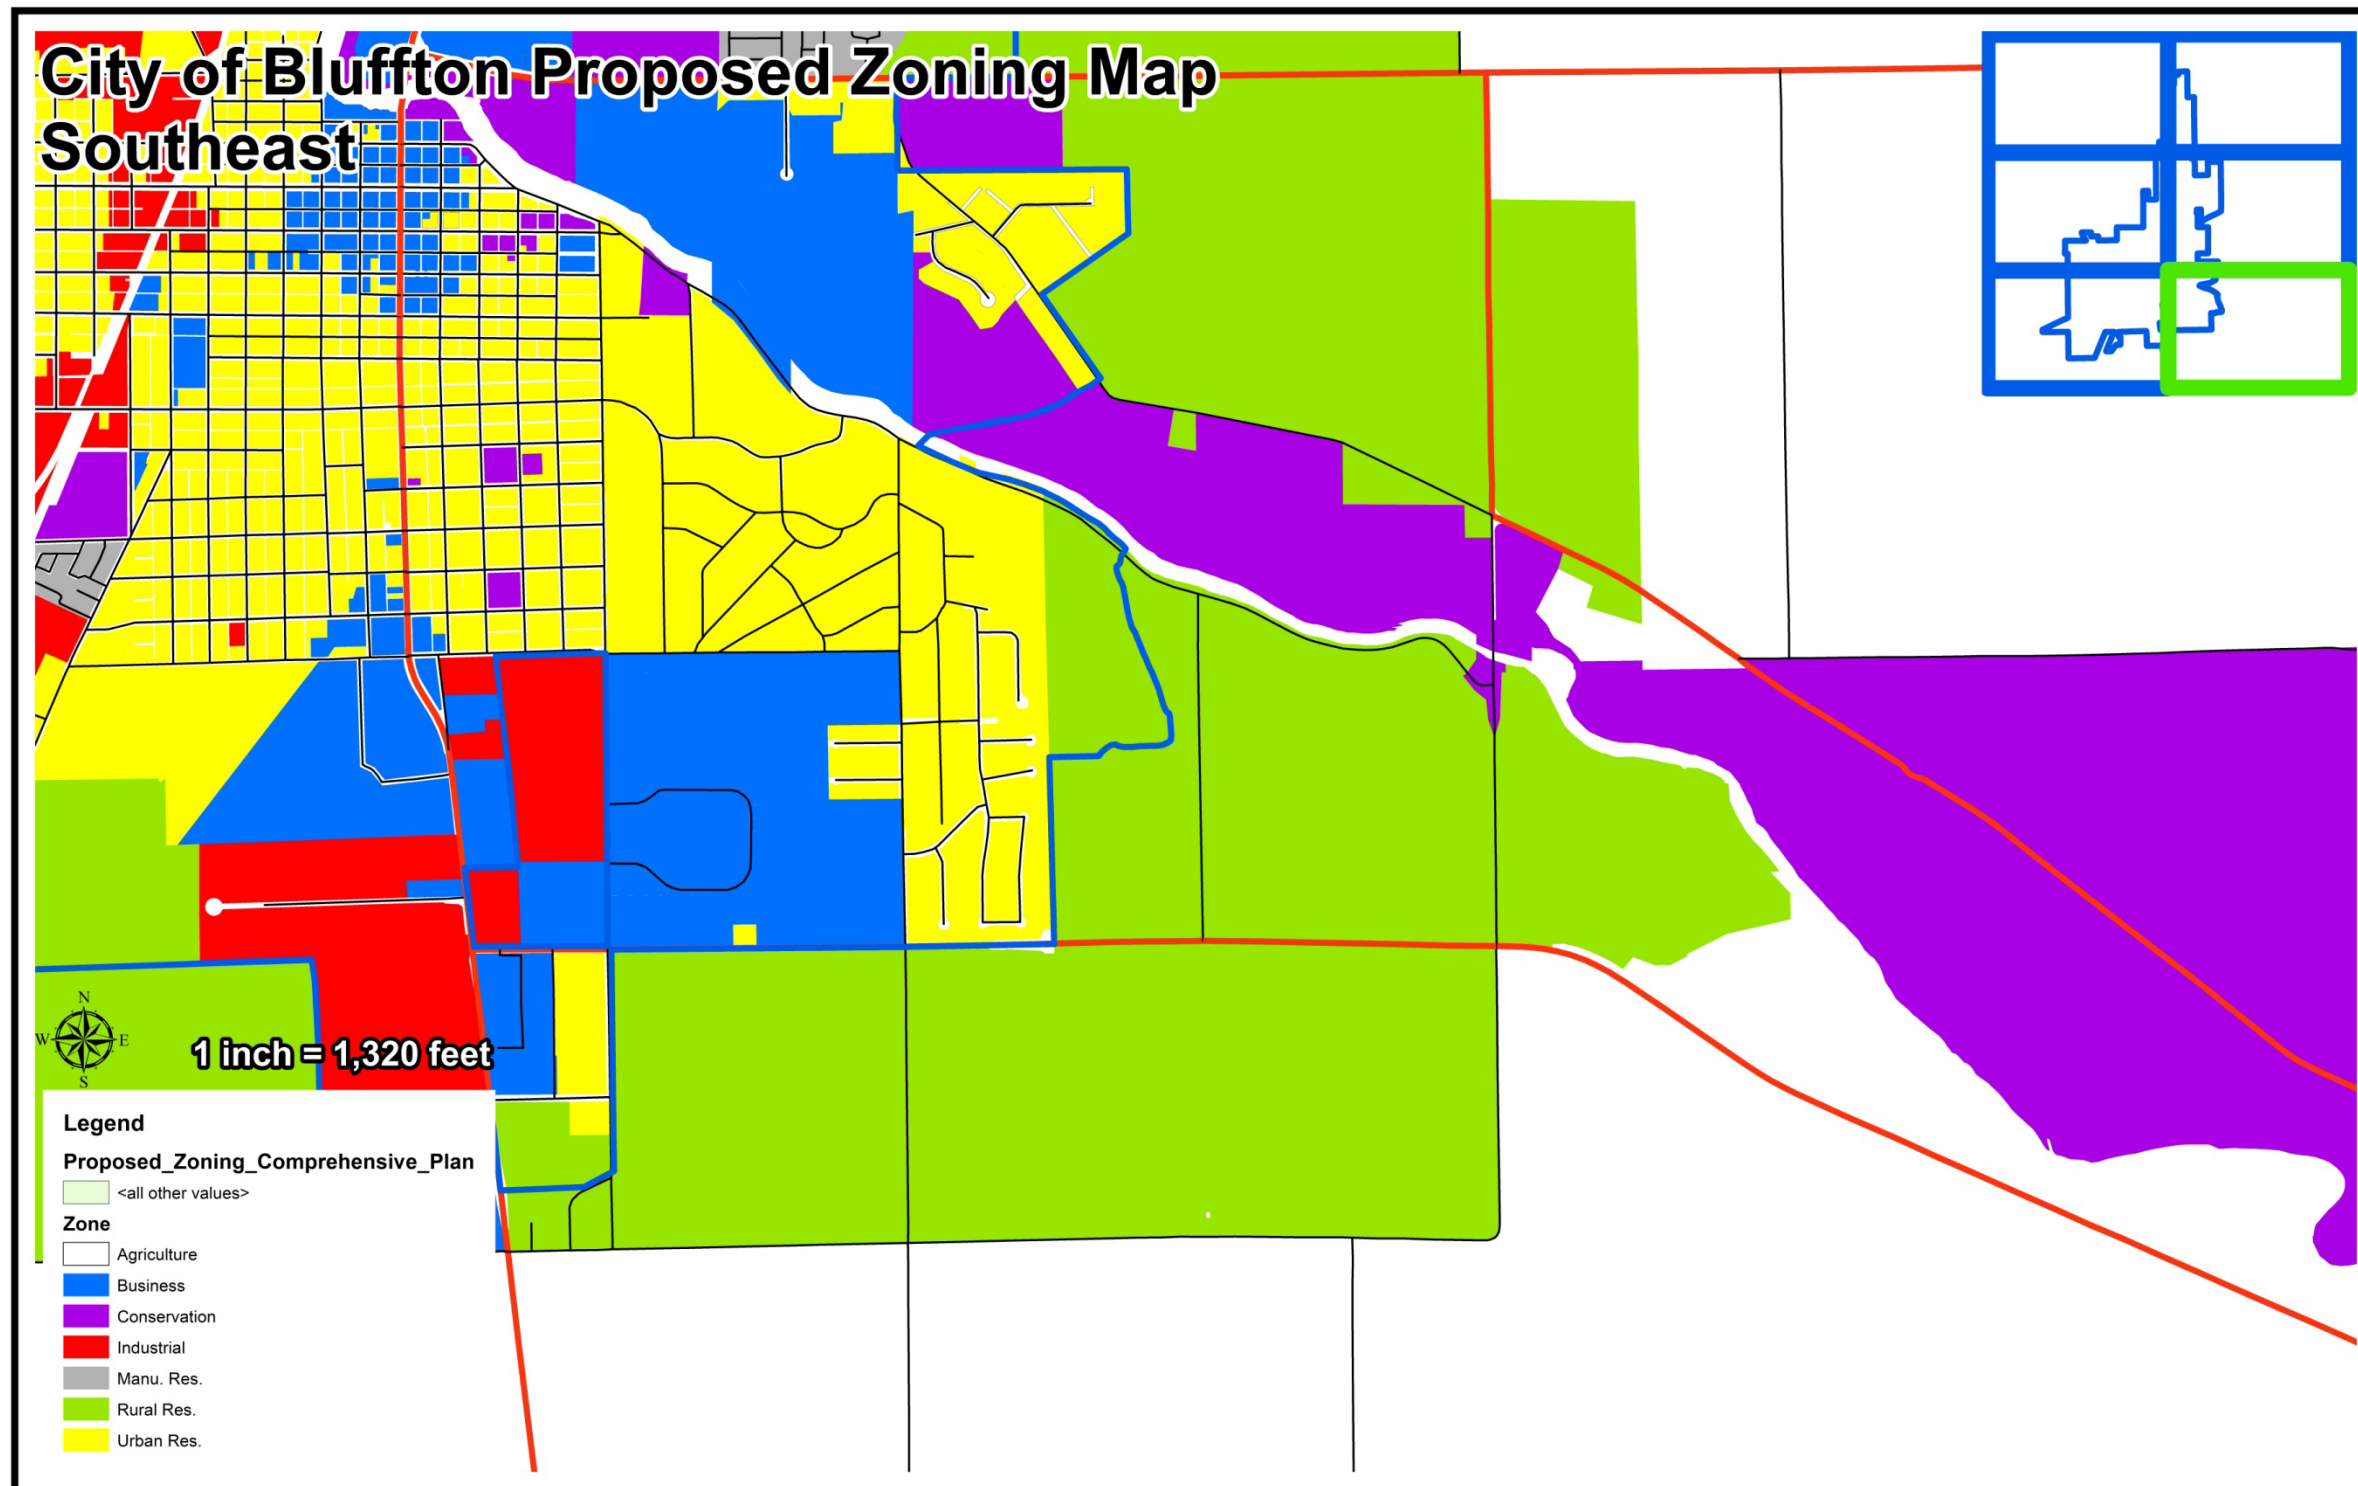 City of Bluffton Proposed Zoning Map
Southeast
N
W E
S
1 inch = 1,320 feet
Legend
Proposed_Zoning_Comprehensive_Plan
<all other values>
Zone
Agriculture
Business
Conservation
Industrial
Manu. Res.
Rural Res.
Urban Res.